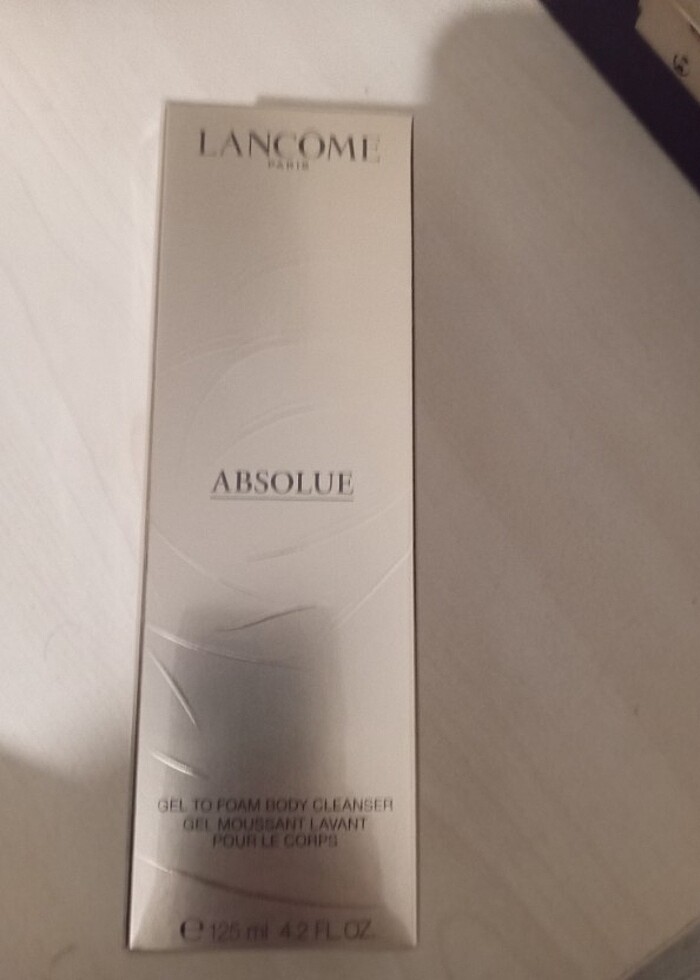 LANCÔME
PARIS
ABSOLUE
GEL TO FOAM BODY CLEANSER
GEL MOUSSANT LAVANT
POUR LE CORPS
℮ 125 ml 4.2 FL.OZ.